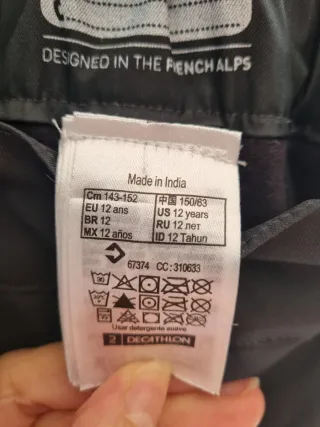 DESIGNED IN THE FRENCH ALPS
Made in India
Cm 143-152
中国 150/63
EU 12 ans
US 12 years
BR 12
RU 12 лет
MX 12 años
ID 12 Tahun
67374 CC: 310633
Usar detergente suave
2 DECATHLON